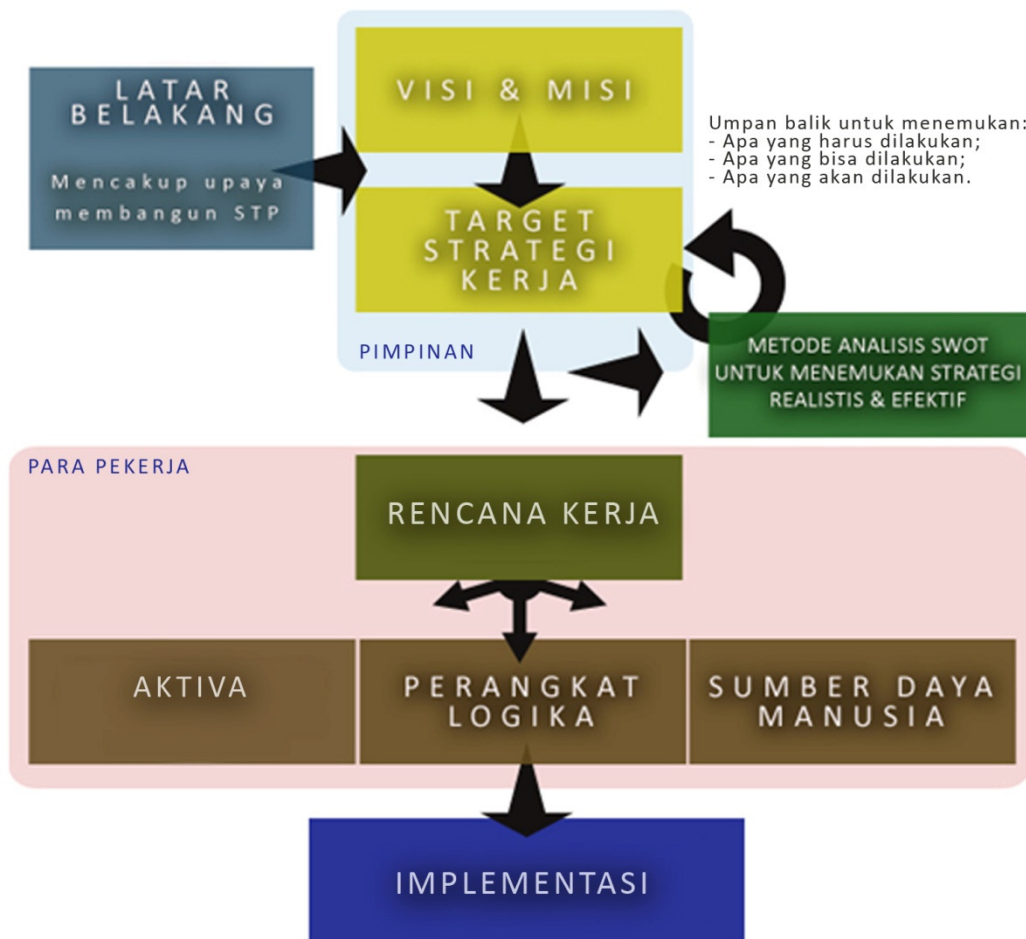 LATAR
BELAKANG
Mencakup upaya
membangun STP
VISI & MISI
TARGET
STRATEGI
KERJA
PIMPINAN
Umpan balik untuk menemukan:
- Apa yang harus dilakukan;
- Apa yang bisa dilakukan;
- Apa yang akan dilakukan.
METODE ANALISIS SWOT
UNTUK MENEMUKAN STRATEGI
REALISTIS & EFEKTIF
PARA PEKERJA
RENCANA KERJA
AKTIVA
PERANGKAT
LOGIKA
SUMBER DAYA
MANUSIA
IMPLEMENTASI